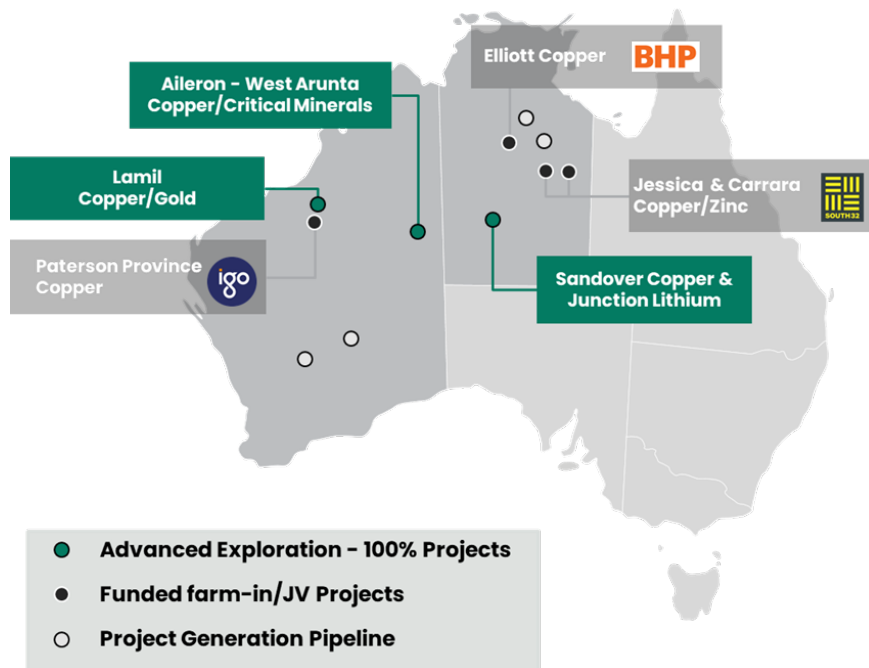 Elliott Copper
BHP
Aileron - West Arunta
Copper/Critical Minerals
Lamil
Copper/Gold
Jessica & Carrara
Copper/Zinc
SOUTH32
Paterson Province
Copper
igo
Sandover Copper &
Junction Lithium
Advanced Exploration - 100% Projects
Funded farm-in/JV Projects
Project Generation Pipeline